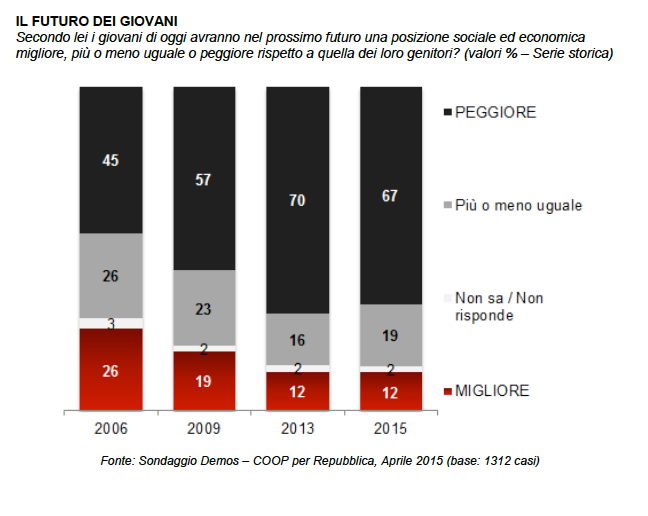 IL FUTURO DEI GIOVANI
Secondo lei i giovani di oggi avranno nel prossimo futuro una posizione sociale ed economica
migliore, più o meno uguale o peggiore rispetto a quella dei loro genitori? (valori % – Serie storica)
45
57
70
67
26
23
16
19
3
2
2
2
26
19
12
12
2006
2009
2013
2015
PEGGIORE
Più o meno uguale
Non sa / Non
risponde
MIGLIORE
Fonte: Sondaggio Demos – COOP per Repubblica, Aprile 2015 (base: 1312 casi)